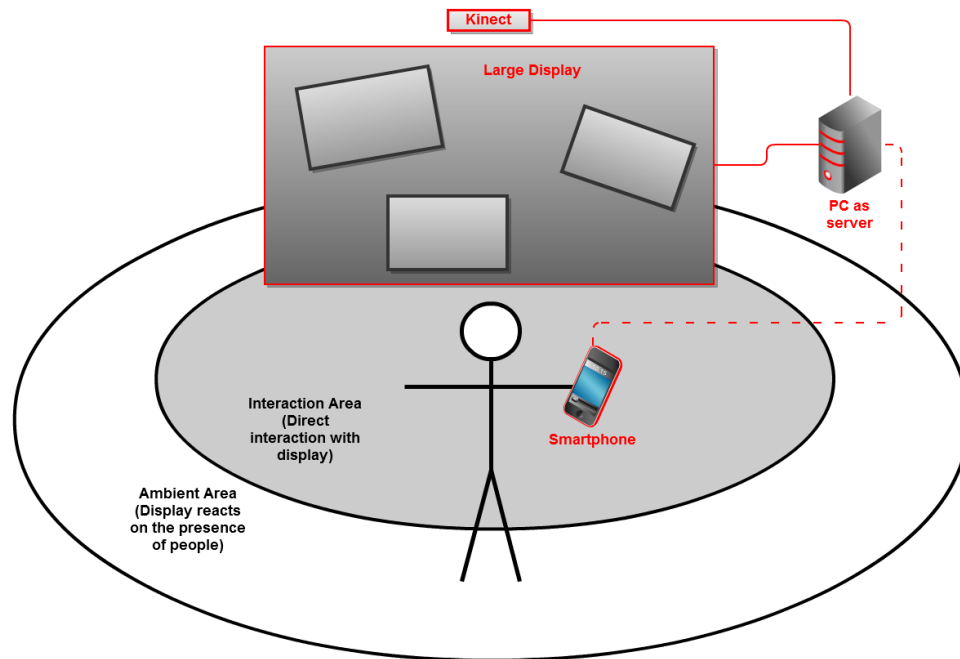 Kinect
Large Display
PC as
server
Interaction Area
(Direct
interaction with
display)
Smartphone
Ambient Area
(Display reacts
on the presence
of people)